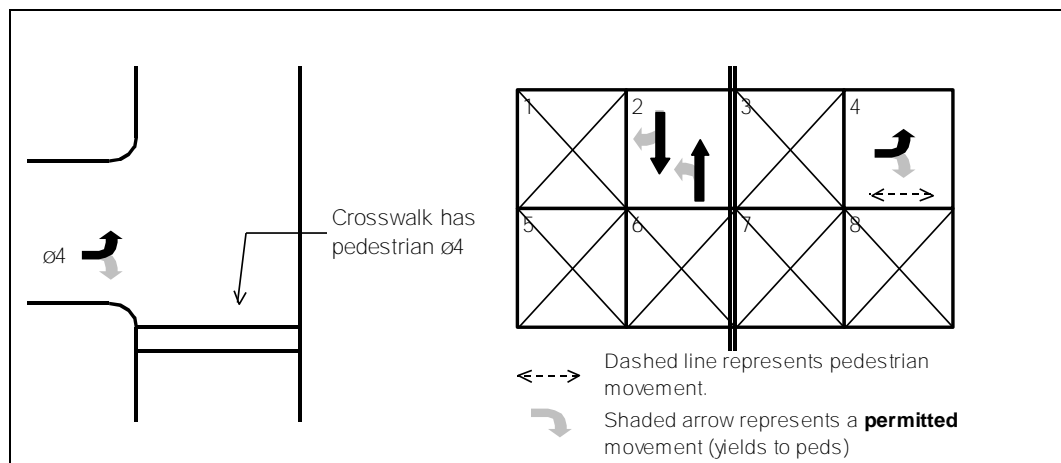 ø4
Crosswalk has
pedestrian ø4
1
2
3
4
5
6
7
8
Dashed line represents pedestrian
movement.
Shaded arrow represents a permitted
movement (yields to peds)